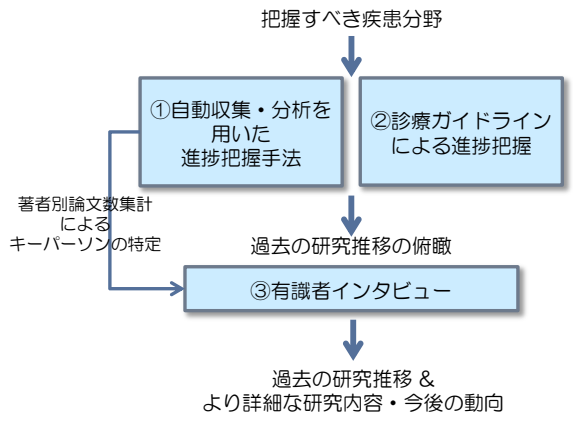 把握すべき疾患分野
①自動収集・分析を
用いた
進捗把握手法
②診療ガイドライン
による進捗把握
著者別論文数集計
による
キーパーソンの特定
過去の研究推移の俯瞰
③有識者インタビュー
過去の研究推移 &
より詳細な研究内容・今後の動向